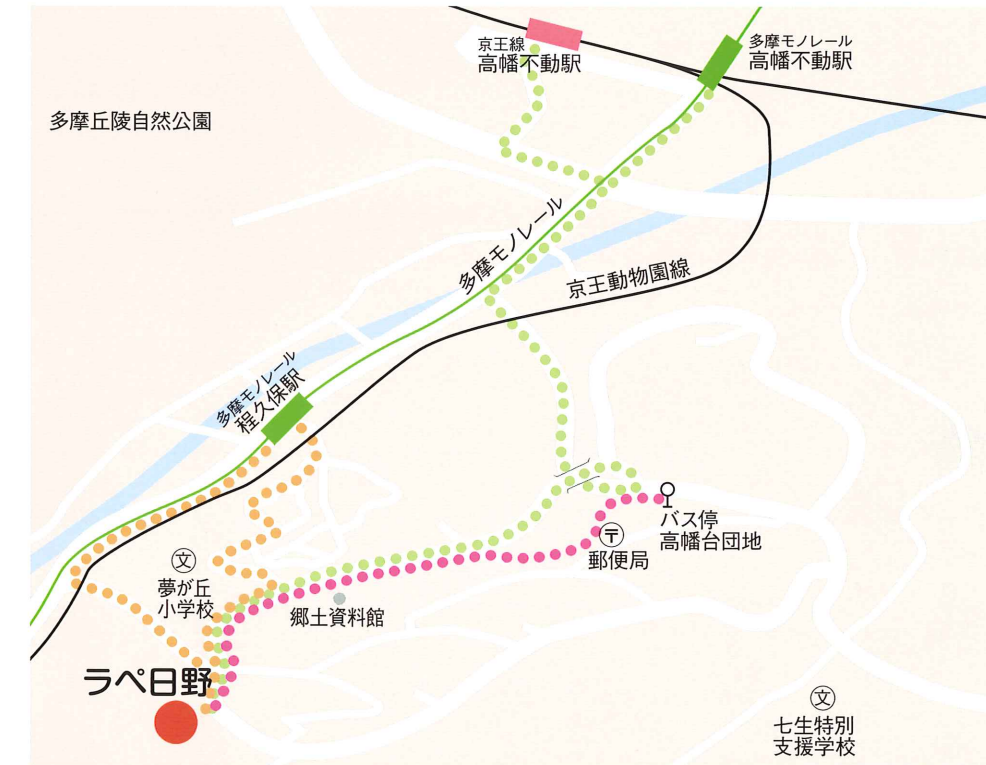 京王線
高幡不動駅
多摩モノレール
高幡不動駅
多摩丘陵自然公園
多摩モノレール
京王動物園線
多摩モノレール
程久保駅
バス停
高幡台団地
〒
郵便局
文
夢が丘
小学校
郷土資料館
ラペ日野
文
七生特別
支援学校